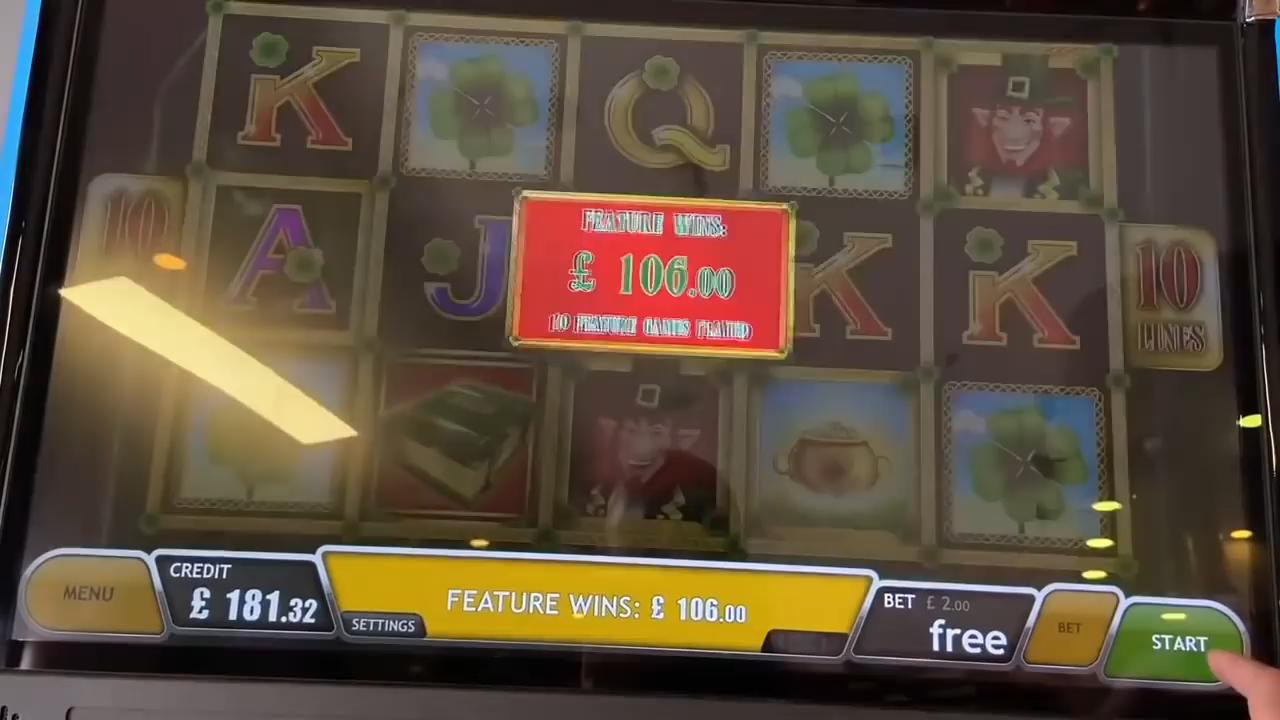 K
Q
10
A
J
K
K
10
LINES
FEATURE WINS:
£ 106.00
10 FEATURE GAMES PLAYED
MENU
CREDIT
£ 181.32
SETTINGS
FEATURE WINS: £ 106.00
BET £ 2.00
free
BET
START